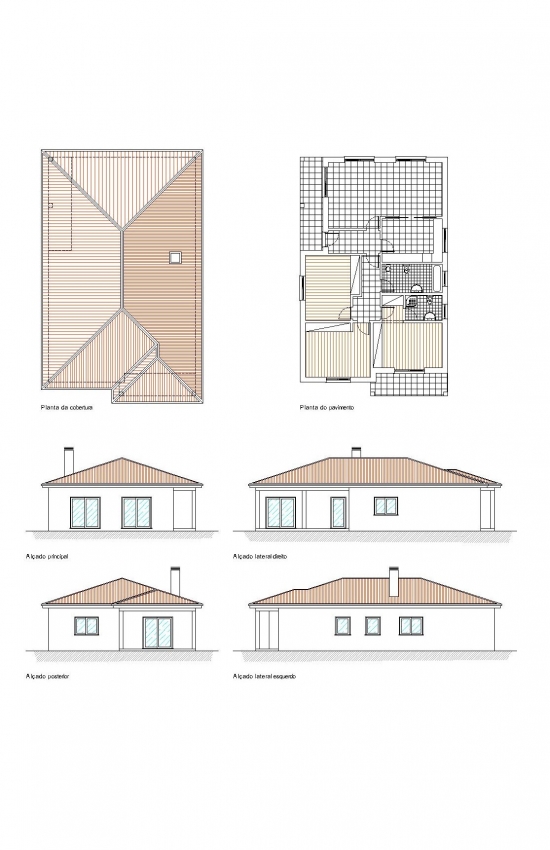 Planta da cobertura
Planta do pavimento
Alçado principal
Alçado lateral direito
Alçado posterior
Alçado lateral esquerdo